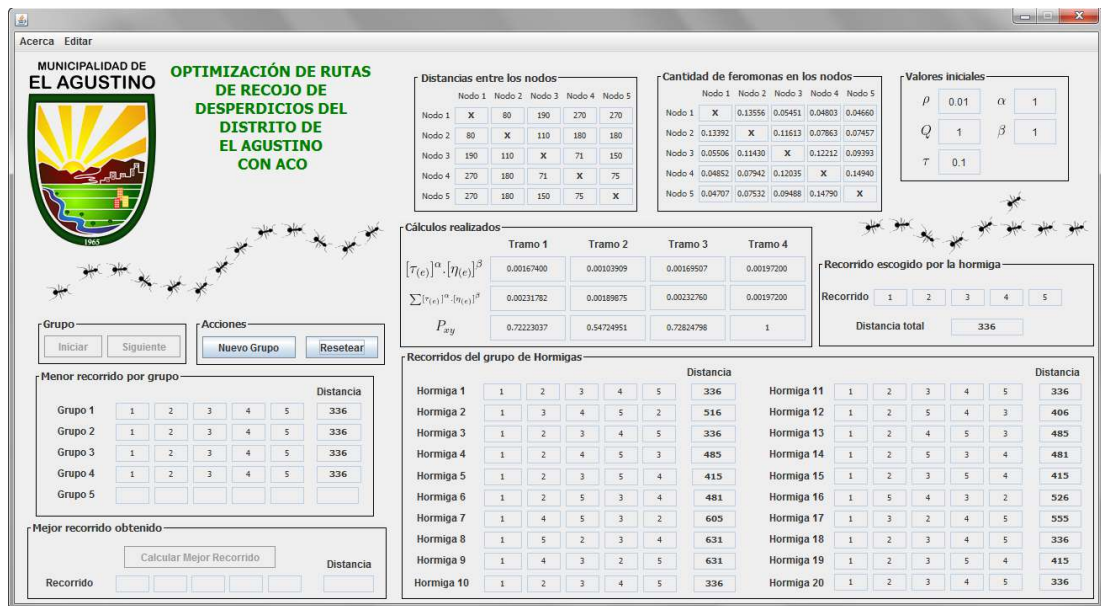 Acerca Editar
MUNICIPALIDAD DE
EL AGUSTINO
1965
OPTIMIZACIÓN DE RUTAS
DE RECOJO DE
DESPERDICIOS DEL
DISTRITO DE
EL AGUSTINO
CON ACO
Distancias entre los nodos
Nodo 1 Nodo 2 Nodo 3 Nodo 4 Nodo 5
Nodo 1 X 80 190 270 270
Nodo 2 80 X 110 180 180
Nodo 3 190 110 X 71 150
Nodo 4 270 180 71 X 75
Nodo 5 270 180 150 75 X
Cantidad de feromonas en los nodos
Nodo 1 Nodo 2 Nodo 3 Nodo 4 Nodo 5
Nodo 1 X 0.13556 0.05451 0.04803 0.04660
Nodo 2 0.13392 X 0.11613 0.07863 0.07457
Nodo 3 0.05506 0.11430 X 0.12212 0.09393
Nodo 4 0.04852 0.07942 0.12035 X 0.14940
Nodo 5 0.04707 0.07532 0.09488 0.14790 X
Valores iniciales
ρ 0.01 α 1
Q 1 β 1
τ 0.1
Cálculos realizados
Tramo 1 Tramo 2 Tramo 3 Tramo 4
[τ(e)]^α.[η(e)]^β 0.00167400 0.00103909 0.00169507 0.00197200
∑[τ(e)]^α.[η(e)]^β 0.00231782 0.00189875 0.00232760 0.00197200
Pxy 0.72223037 0.54724951 0.72824798 1
Recorrido escogido por la hormiga
Recorrido 1 2 3 4 5
Distancia total 336
Grupo
Iniciar Siguiente
Acciones
Nuevo Grupo Resetear
Menor recorrido por grupo
Distancia
Grupo 1 1 2 3 4 5 336
Grupo 2 1 2 3 4 5 336
Grupo 3 1 2 3 4 5 336
Grupo 4 1 2 3 4 5 336
Grupo 5
Mejor recorrido obtenido
Calcular Mejor Recorrido
Distancia
Recorrido
Recorridos del grupo de Hormigas
Distancia
Hormiga 1 1 2 3 4 5 336
Hormiga 2 1 3 4 5 2 516
Hormiga 3 1 2 3 4 5 336
Hormiga 4 1 2 4 5 3 485
Hormiga 5 1 2 3 5 4 415
Hormiga 6 1 2 5 3 4 481
Hormiga 7 1 4 5 3 2 605
Hormiga 8 1 5 2 3 4 631
Hormiga 9 1 4 3 2 5 631
Hormiga 10 1 2 3 4 5 336
Distancia
Hormiga 11 1 2 3 4 5 336
Hormiga 12 1 2 5 4 3 406
Hormiga 13 1 2 4 5 3 485
Hormiga 14 1 2 5 3 4 481
Hormiga 15 1 2 3 5 4 415
Hormiga 16 1 5 4 3 2 526
Hormiga 17 1 3 2 4 5 555
Hormiga 18 1 2 3 4 5 336
Hormiga 19 1 2 3 5 4 415
Hormiga 20 1 2 3 4 5 336